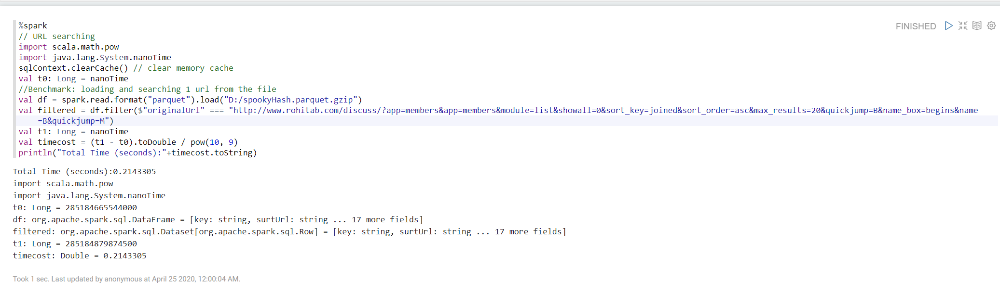 %spark
FINISHED
// URL searching
import scala.math.pow
import java.lang.System.nanoTime
sqlContext.clearCache() // clear memory cache
val t0: Long = nanoTime
//Benchmark: loading and searching 1 url from the file
val df = spark.read.format("parquet").load("D:/spookyHash.parquet.gzip")
val filtered = df.filter($"originalUrl" === "http://www.rohitab.com/discuss/?app=members&app=members&module=list&showall=0&sort_key=joined&sort_order=asc&max_results=20&quickjump=B&name_box=begins&name
=B&quickjump=M")
val t1: Long = nanoTime
val timecost = (t1 - t0).toDouble / pow(10, 9)
println("Total Time (seconds):"+timecost.toString)
Total Time (seconds):0.2143305
import scala.math.pow
import java.lang.System.nanoTime
t0: Long = 285184665544000
df: org.apache.spark.sql.DataFrame = [key: string, surtUrl: string ... 17 more fields]
filtered: org.apache.spark.sql.Dataset[org.apache.spark.sql.Row] = [key: string, surtUrl: string ... 17 more fields]
t1: Long = 285184879874500
timecost: Double = 0.2143305
Took 1 sec. Last updated by anonymous at April 25 2020, 12:00:04 AM.